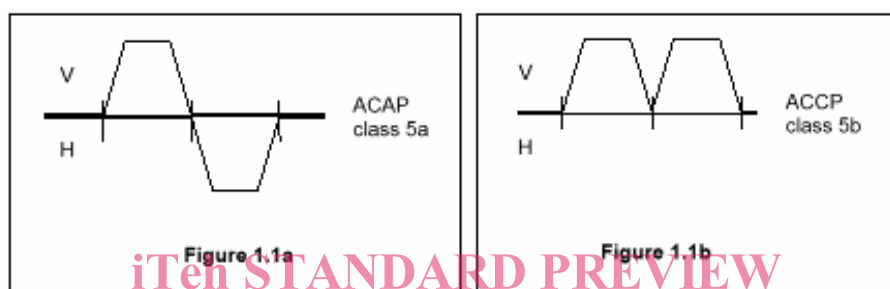 V
H
ACAP
class 5a
Figure 1.1a
V
H
ACCP
class 5b
Figure 1.1b
iTeh STANDARD PREVIEW